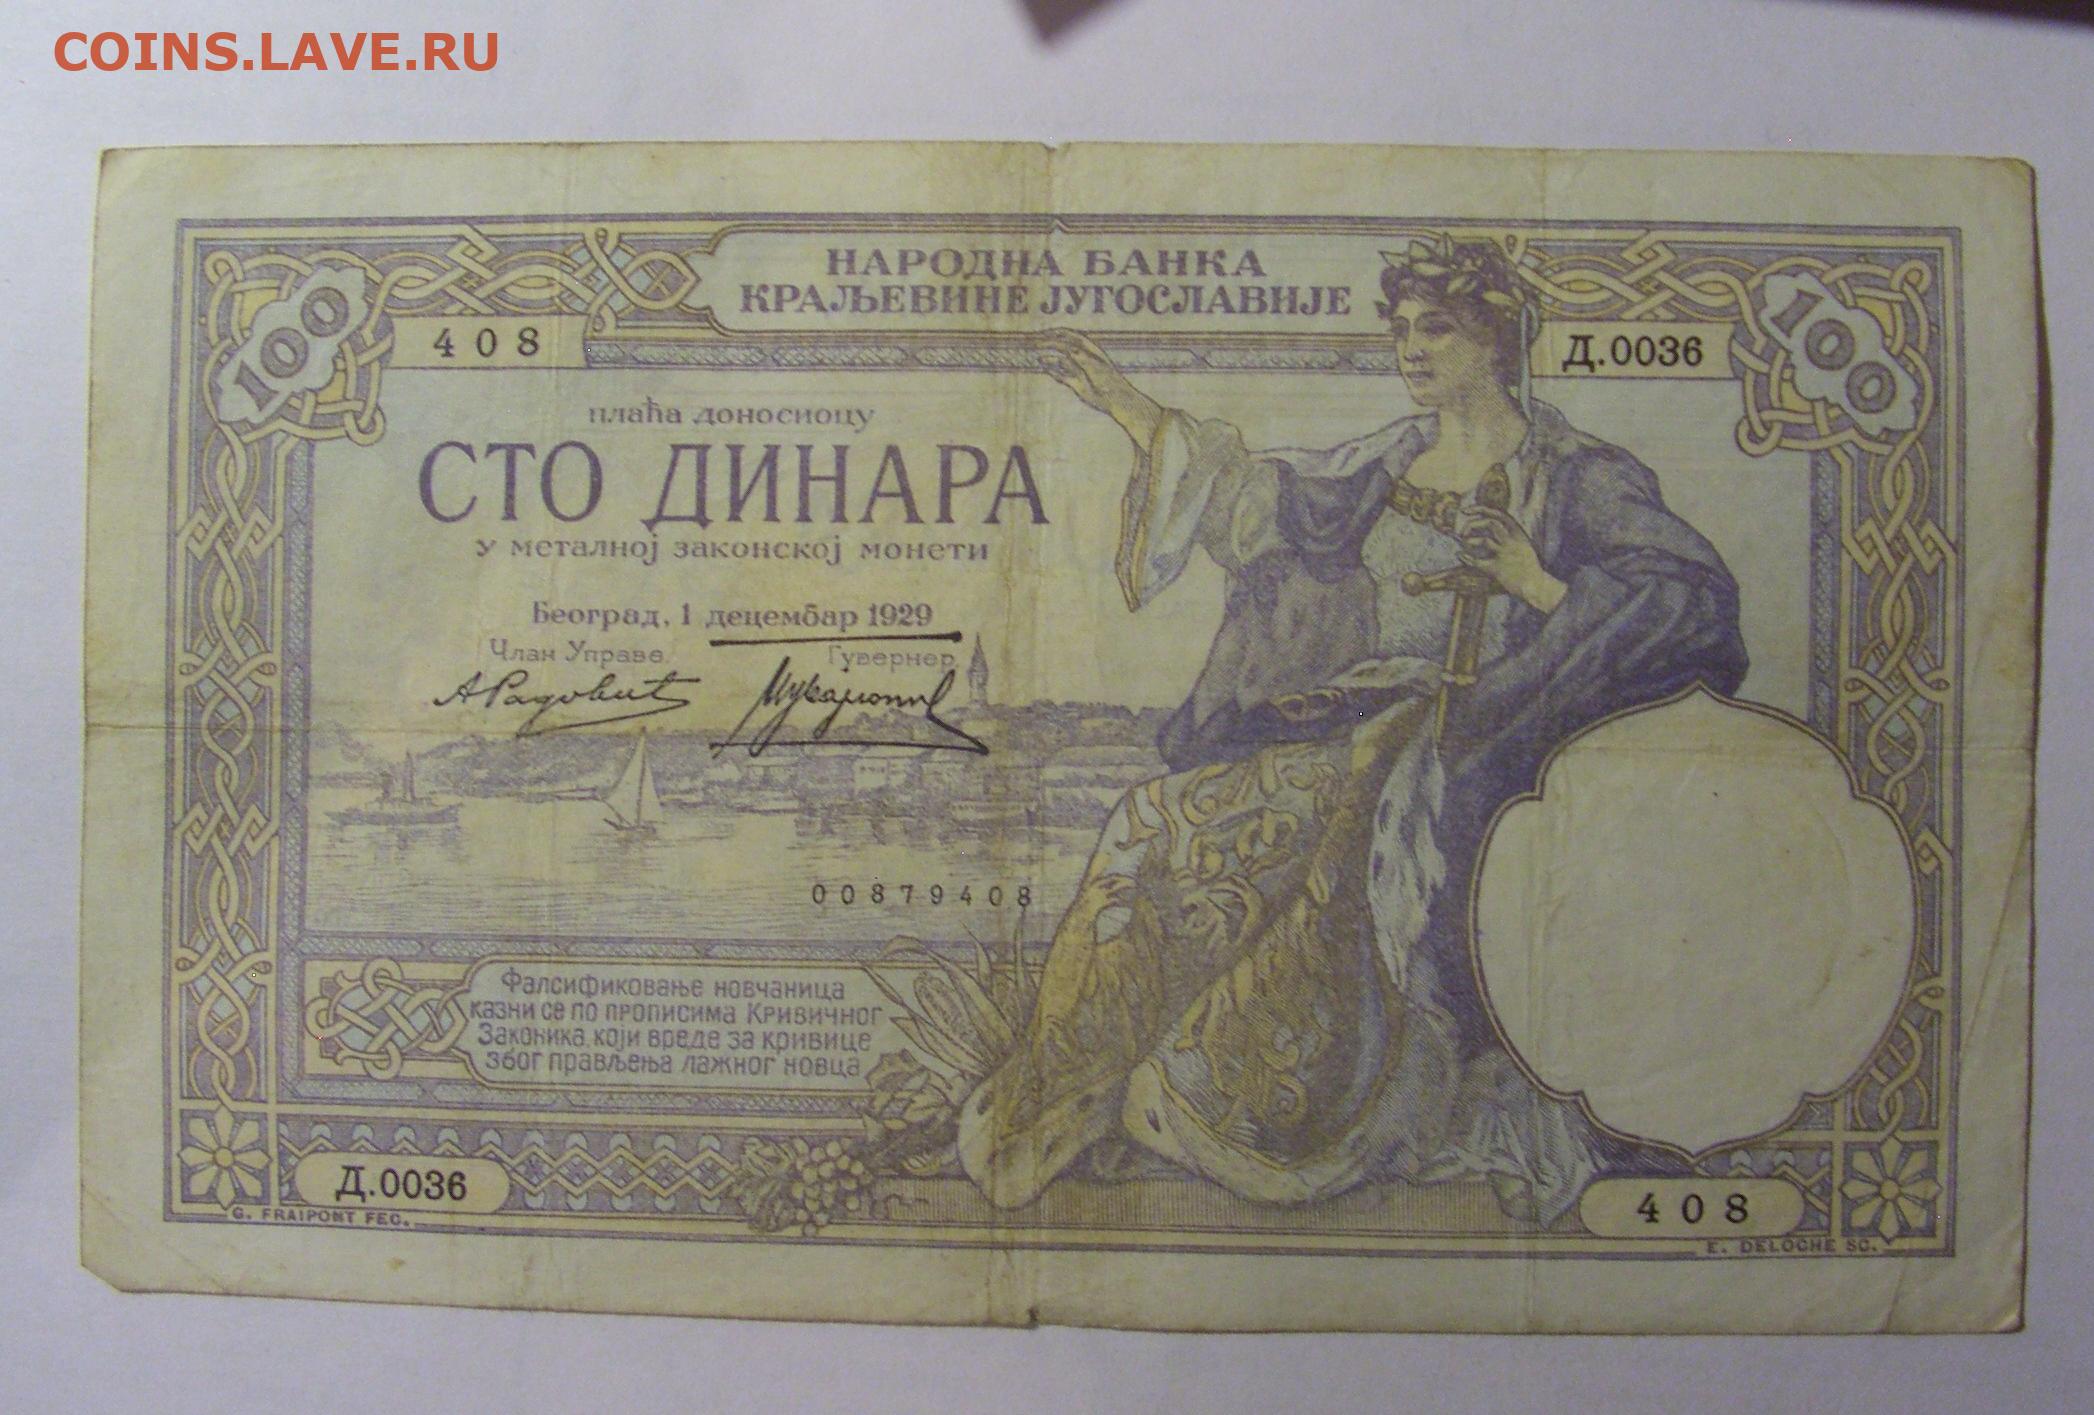 COINS.LAVE.RU
НАРОДНА БАНКА
КРАЉЕВИНЕ ЈУГОСЛАВИЈЕ
100
408
Д.0036
100
плаћа доносиоцу
СТО ДИНАРА
у металној законској монети
Београд, 1 децембар 1929
Члан Управе,
Гувернер,
А Радовић
00879408
Фалсификовање новчаница
казни се по прописима Кривичног
Законика, који вреде за кривице
због прављења лажног новца
Д.0036
408
G. FRAIPONT FEC.
E. DELOCHE SC.